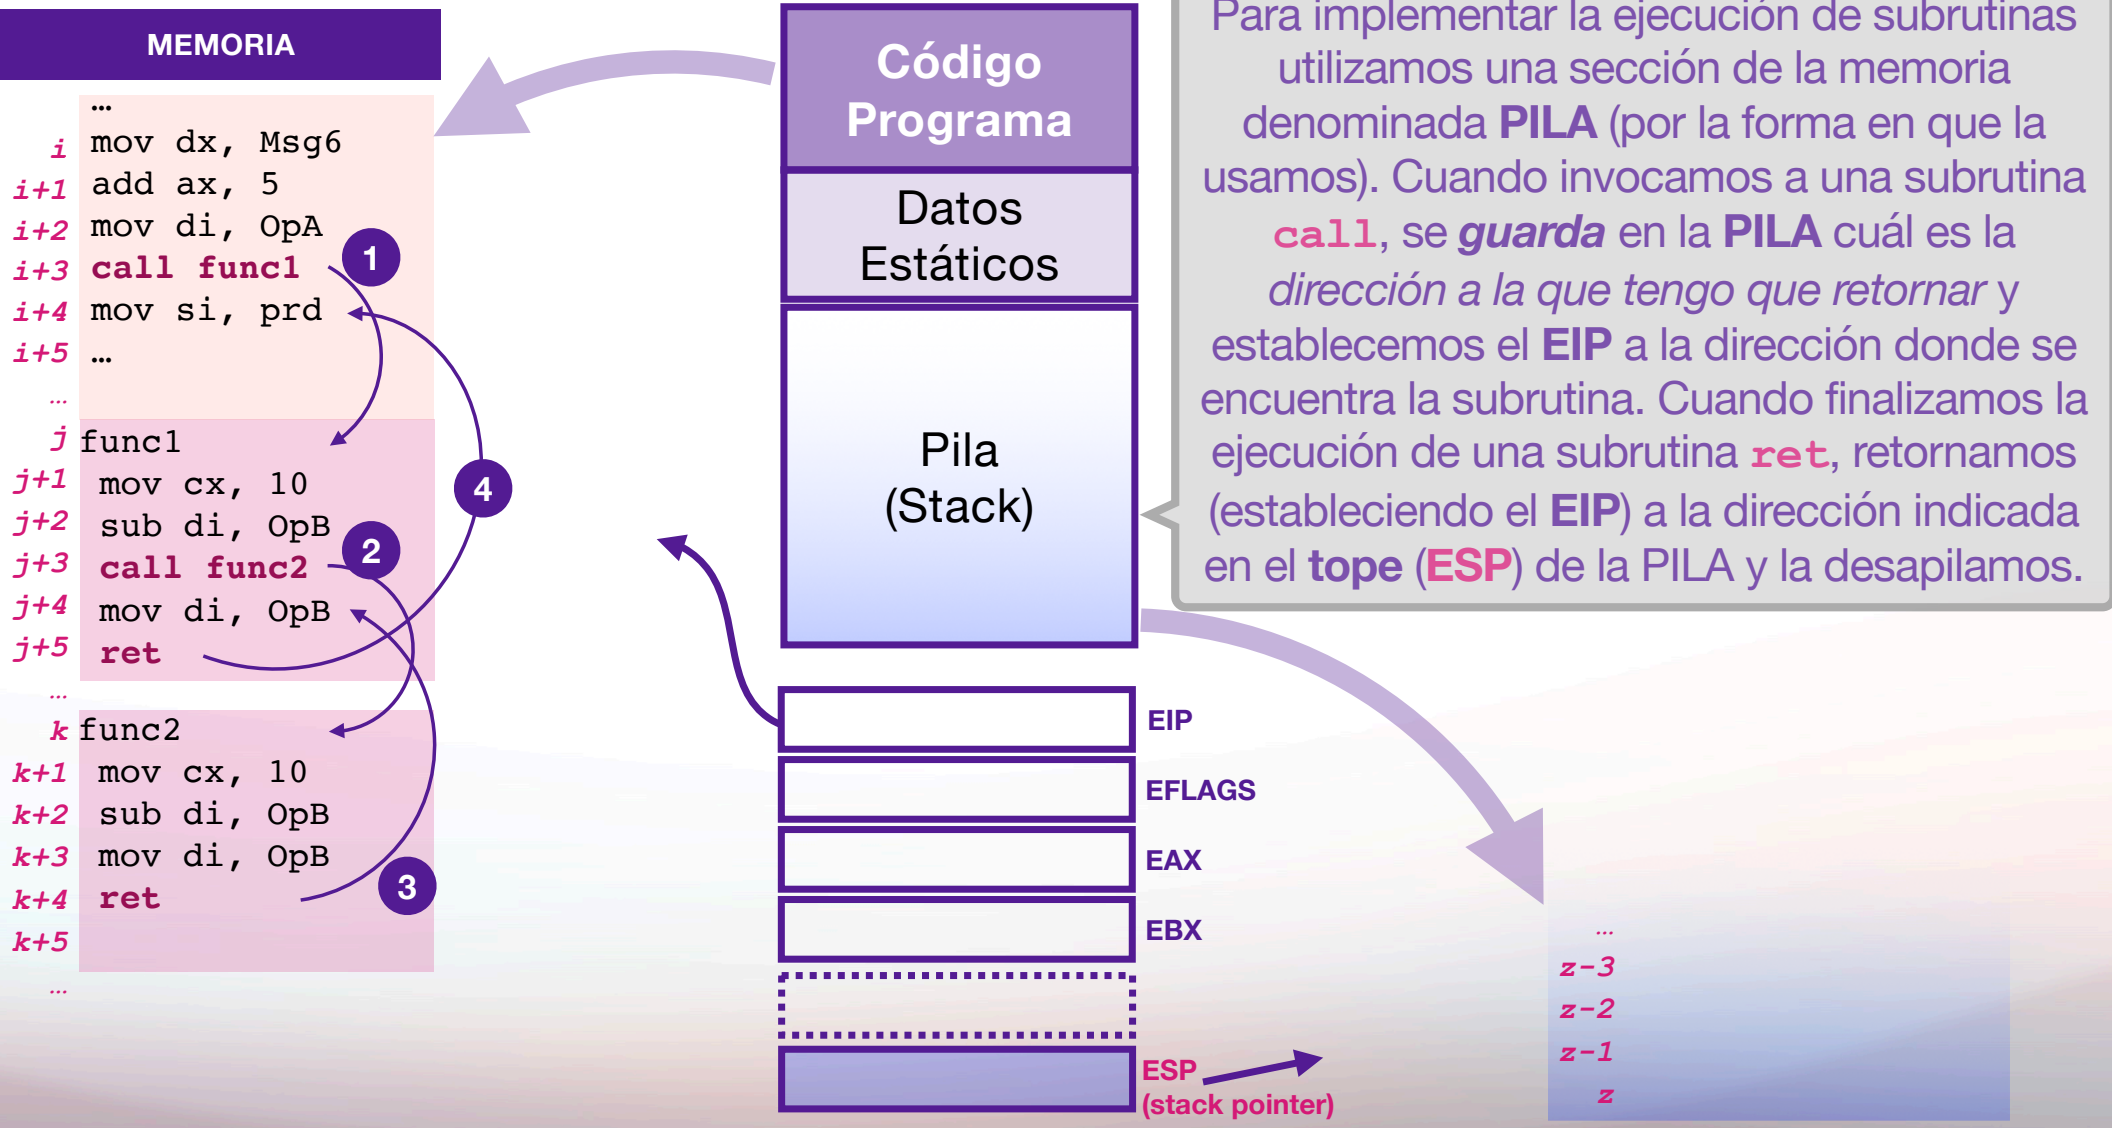 MEMORIA
…
i mov dx, Msg6
i+1 add ax, 5
i+2 mov di, OpA
i+3 call func1
i+4 mov si, prd
i+5 …
…
j func1
j+1 mov cx, 10
j+2 sub di, OpB
j+3 call func2
j+4 mov di, OpB
j+5 ret
…
k func2
k+1 mov cx, 10
k+2 sub di, OpB
k+3 mov di, OpB
k+4 ret
k+5
…
1
2
3
4
Código
Programa
Datos
Estáticos
Pila
(Stack)
EIP
EFLAGS
EAX
EBX
ESP
(stack pointer)
Para implementar la ejecución de subrutinas
utilizamos una sección de la memoria
denominada PILA (por la forma en que la
usamos). Cuando invocamos a una subrutina
call, se guarda en la PILA cuál es la
dirección a la que tengo que retornar y
establecemos el EIP a la dirección donde se
encuentra la subrutina. Cuando finalizamos la
ejecución de una subrutina ret, retornamos
(estableciendo el EIP) a la dirección indicada
en el tope (ESP) de la PILA y la desapilamos.
…
z-3
z-2
z-1
z